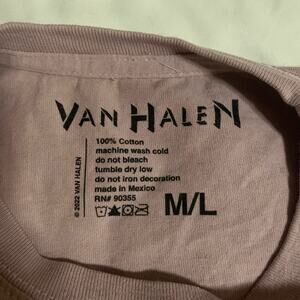 VAN HALEN
100% Cotton
machine wash cold
do not bleach
tumble dry low
do not iron decoration
made in Mexico
RN# 90355
M/L
© 2022 VAN HALEN